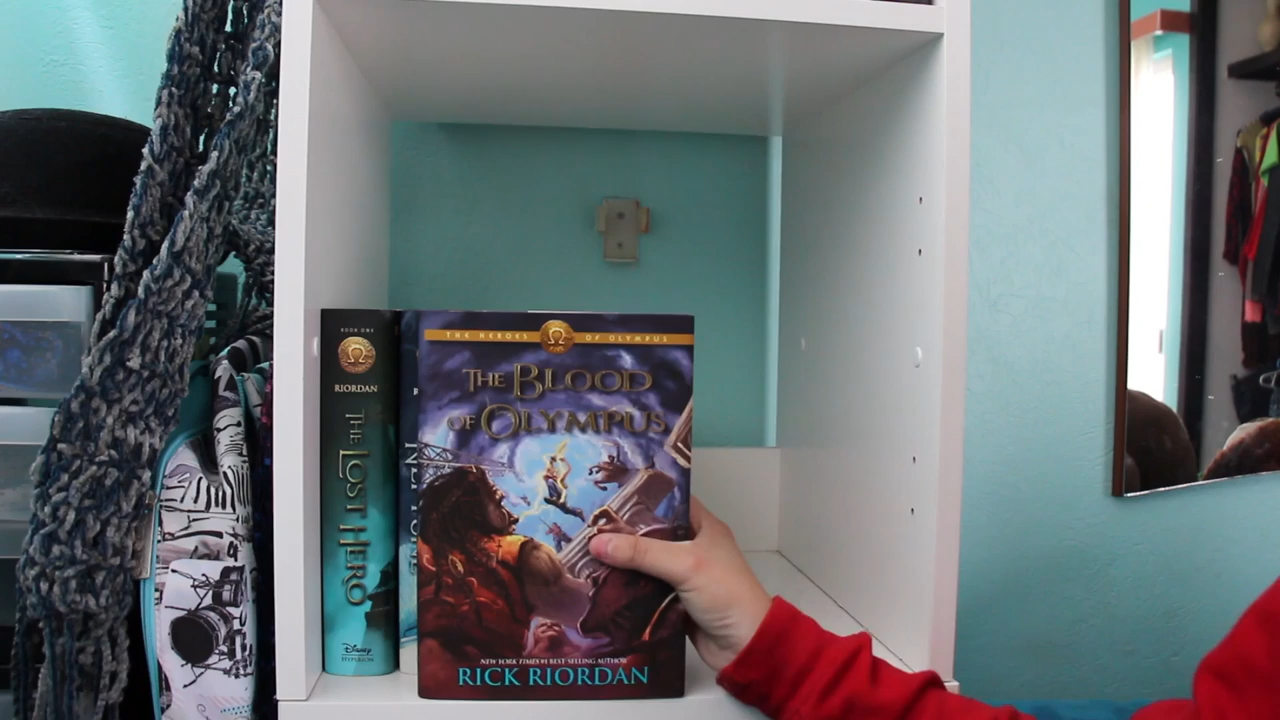 BOOK ONE
RIORDAN
THE LOST HERO
Disney
HYPERION
THE HEROES OF OLYMPUS
THE BLOOD
OF OLYMPUS
NEW YORK TIMES #1 BEST-SELLING AUTHOR
RICK RIORDAN